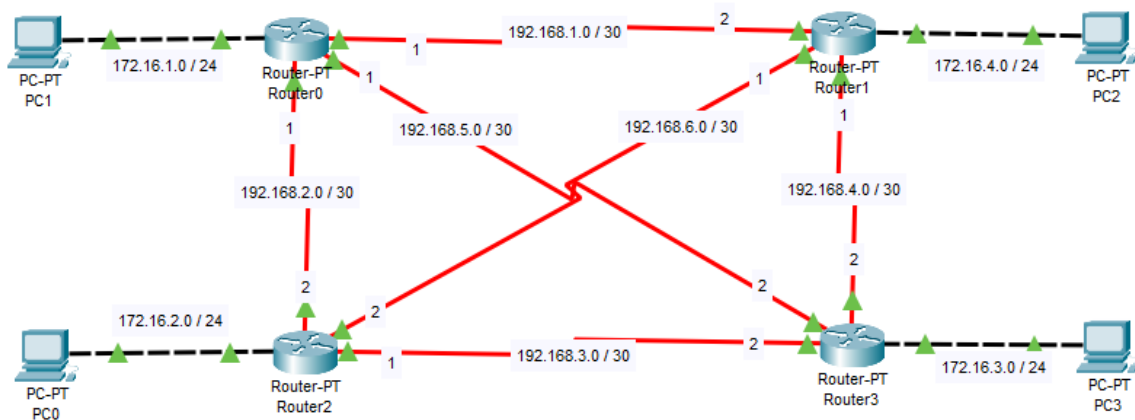 192.168.1.0 / 30
2
1
172.16.1.0 / 24
PC-PT
PC1
Router-PT
Router0
1
Router-PT
Router1
1
172.16.4.0 / 24
PC-PT
PC2
1
192.168.5.0 / 30
192.168.6.0 / 30
1
192.168.2.0 / 30
192.168.4.0 / 30
2
2
2
2
172.16.2.0 / 24
PC-PT
PC0
Router-PT
Router2
1
192.168.3.0 / 30
2
Router-PT
Router3
172.16.3.0 / 24
PC-PT
PC3